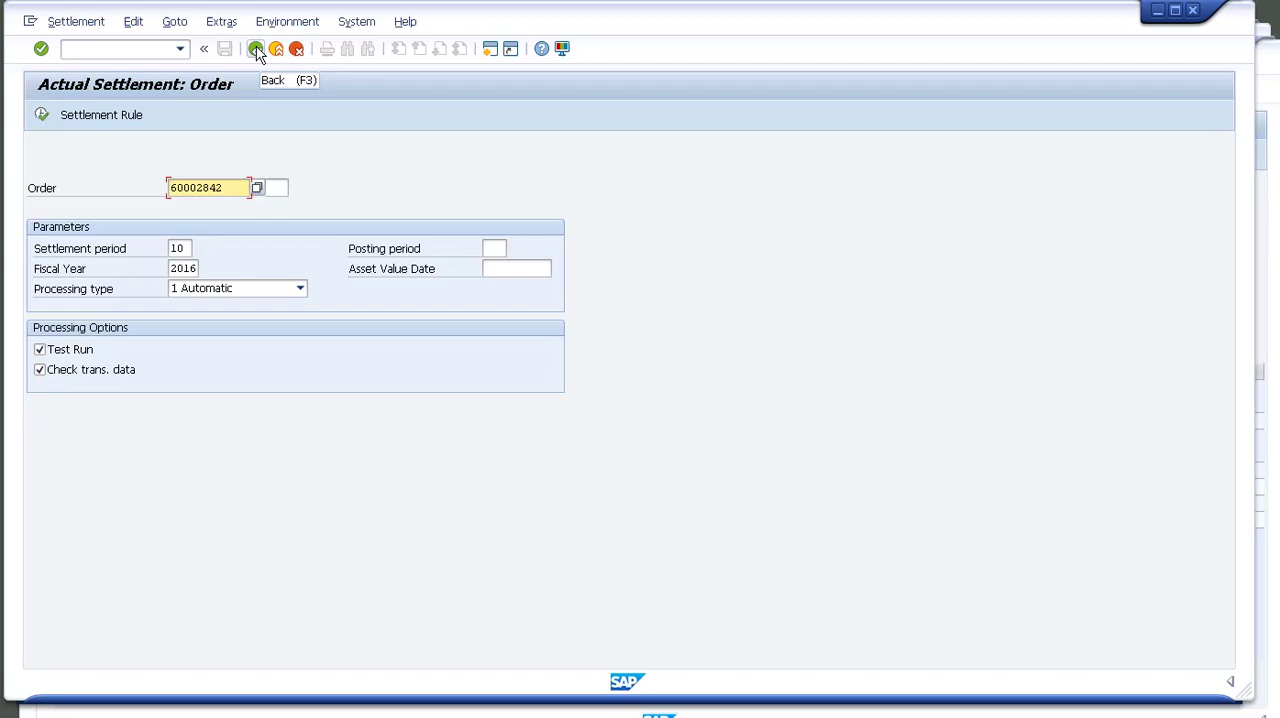 Settlement Edit Goto Extras Environment System Help
«
Back (F3)
Actual Settlement: Order
Settlement Rule
Order 60002842
Parameters
Settlement period 10 Posting period
Fiscal Year 2016 Asset Value Date
Processing type 1 Automatic
Processing Options
Test Run
Check trans. data
SAP